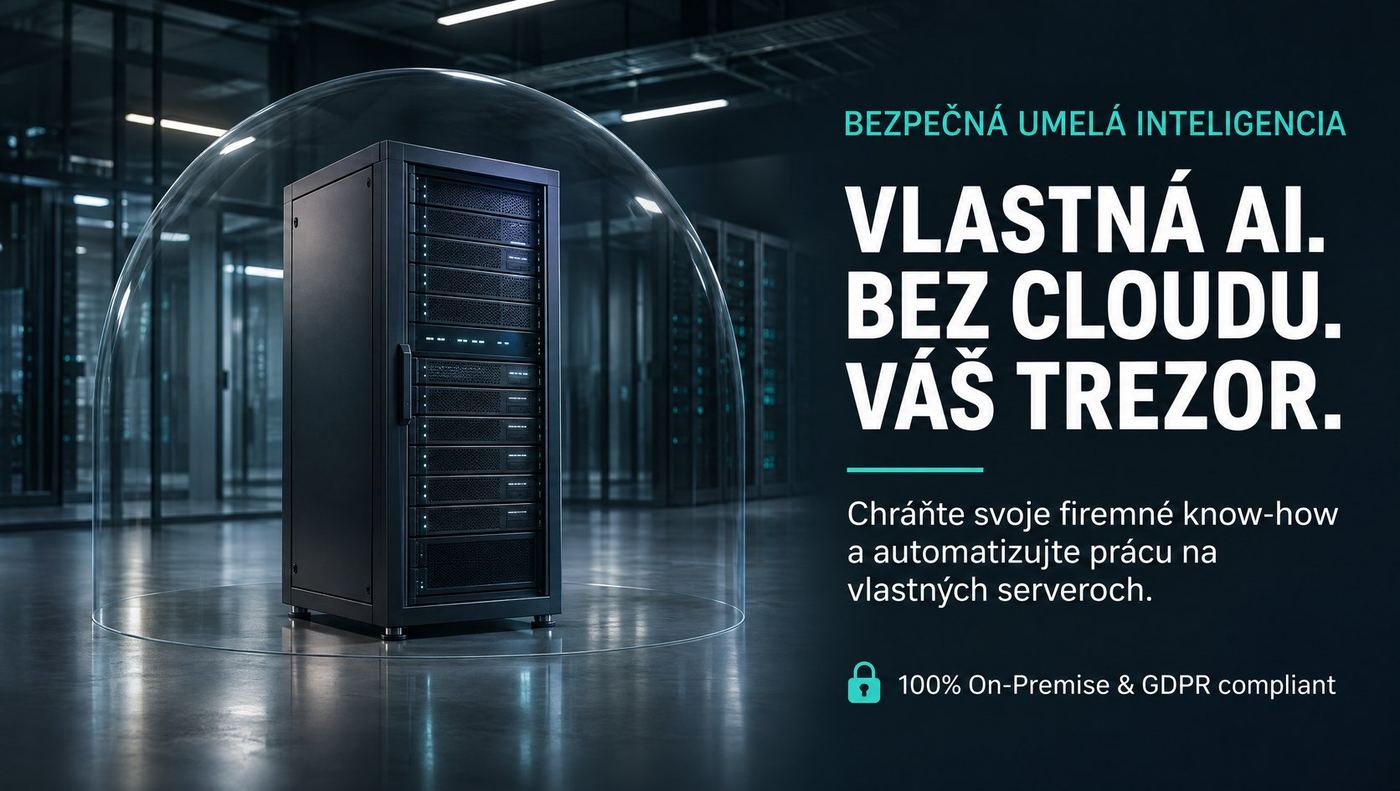 BEZPEČNÁ UMELÁ INTELIGENCIA
VLASTNÁ AI.
BEZ CLOUDU.
VÁŠ TREZOR.
Chráňte svoje firemné know-how
a automatizujte prácu na
vlastných serveroch.
100% On-Premise & GDPR compliant